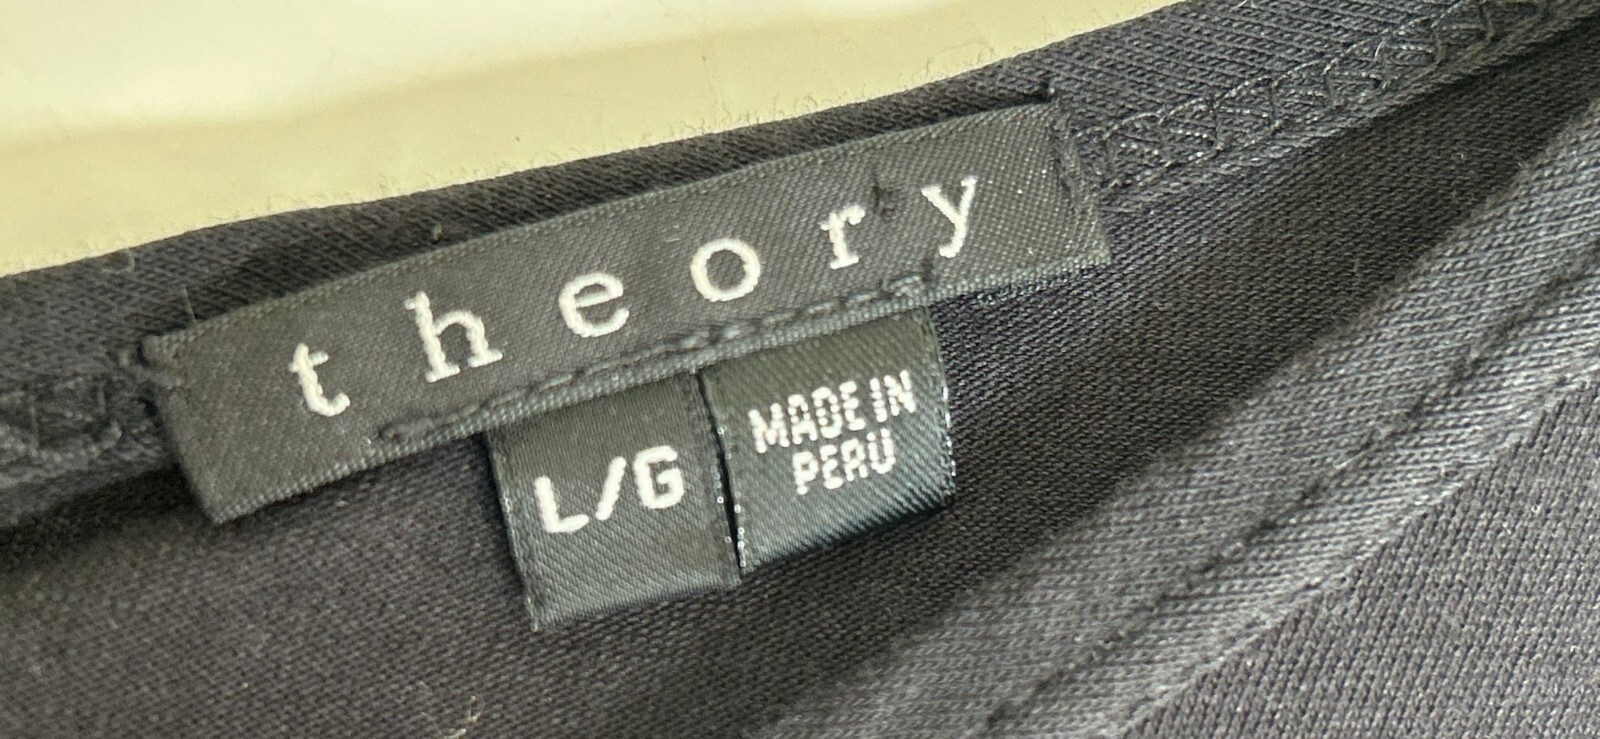 theory
L/G
MADE IN
PERU